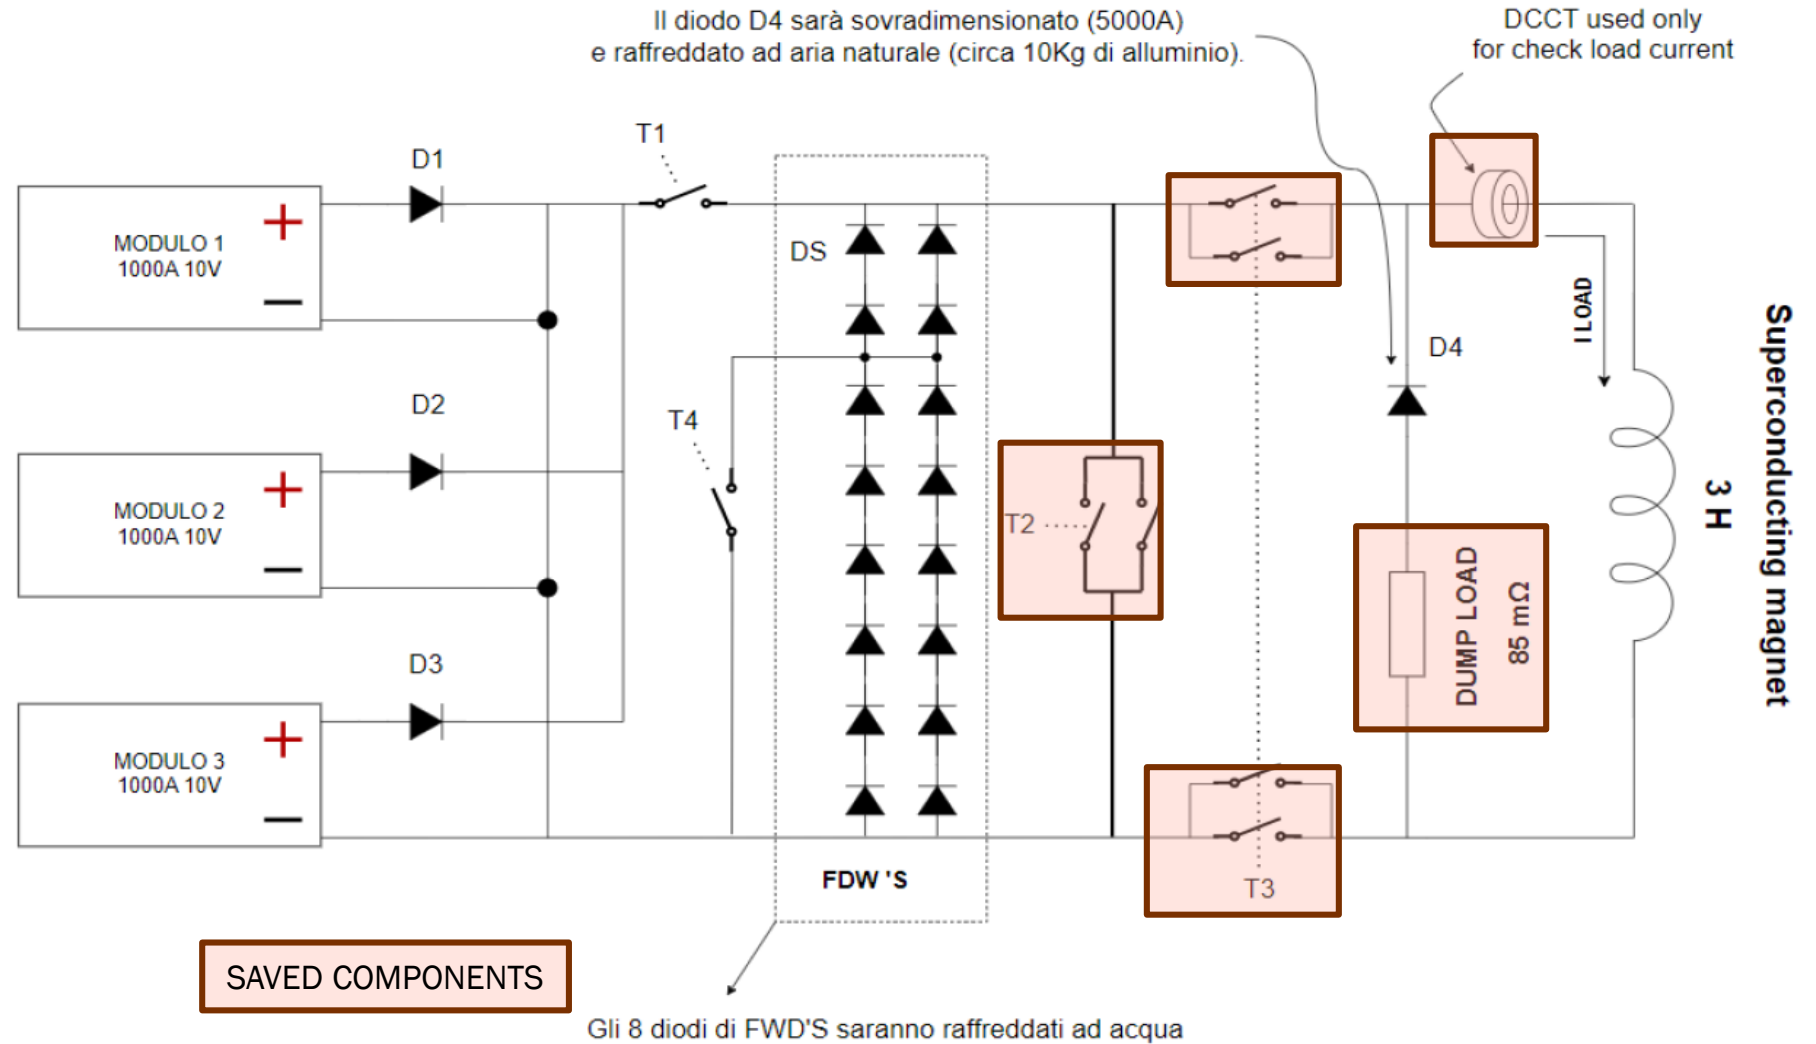 Il diodo D4 sarà sovradimensionato (5000A)
e raffreddato ad aria naturale (circa 10Kg di alluminio).
DCCT used only
for check load current
T1
D1
MODULO 1
1000A 10V
+
−
DS
I LOAD
D4
D2
T4
MODULO 2
1000A 10V
+
−
T2
3 H
Superconducting magnet
DUMP LOAD
85 mΩ
D3
MODULO 3
1000A 10V
+
−
FDW 'S
T3
SAVED COMPONENTS
Gli 8 diodi di FWD'S saranno raffreddati ad acqua